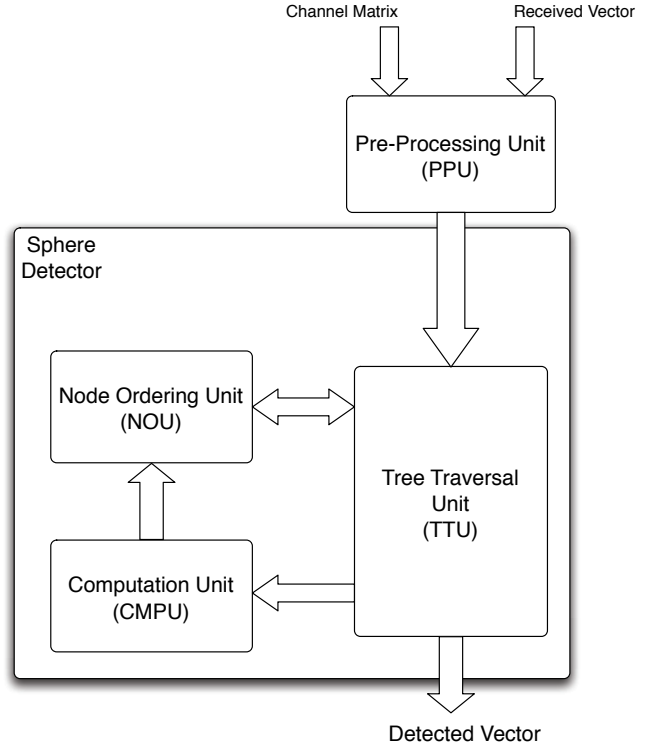 Channel Matrix
Received Vector
Pre-Processing Unit
(PPU)
Sphere
Detector
Node Ordering Unit
(NOU)
Tree Traversal
Unit
(TTU)
Computation Unit
(CMPU)
Detected Vector